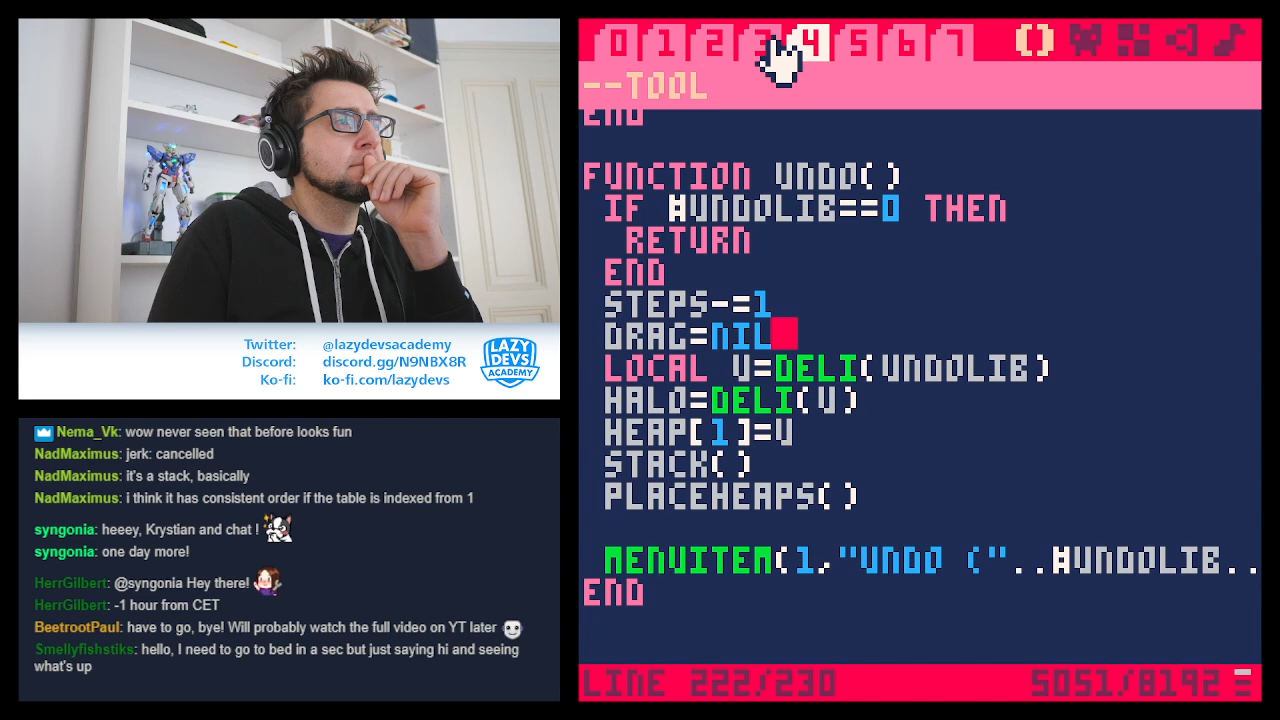 0 1 2 3 4 5 6 7 ()
--TOOL
END
FUNCTION UNDO()
IF #UNDOLIB==0 THEN
RETURN
END
STEPS-=1
DRAG=NIL
LOCAL U=DELI(UNDOLIB)
HALO=DELI(U)
HEAP[1]=U
STACK()
PLACEHEAPS()
MENUITEM(1,"UNDO ("..#UNDOLIB..
END
LINE 222/230 5051/8192
Twitter: @lazydevsacademy
Discord: discord.gg/N9NBX8R
Ko-fi: ko-fi.com/lazydevs
LAZY
DEVS
ACADEMY
Nema_Vk: wow never seen that before looks fun
NadMaximus: jerk: cancelled
NadMaximus: it's a stack, basically
NadMaximus: i think it has consistent order if the table is indexed from 1
syngonia: heeey, Krystian and chat !
syngonia: one day more!
HerrGilbert: @syngonia Hey there!
HerrGilbert: -1 hour from CET
BeetrootPaul: have to go, bye! Will probably watch the full video on YT later
Smellyfishstiks: hello, I need to go to bed in a sec but just saying hi and seeing
what's up